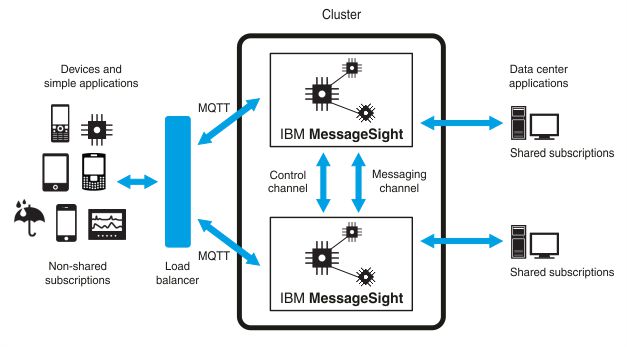 Cluster
Devices and
simple applications
Data center
applications
MQTT
IBM MessageSight
Shared subscriptions
Control
channel
Messaging
channel
MQTT
Non-shared
subscriptions
Load
balancer
IBM MessageSight
Shared subscriptions